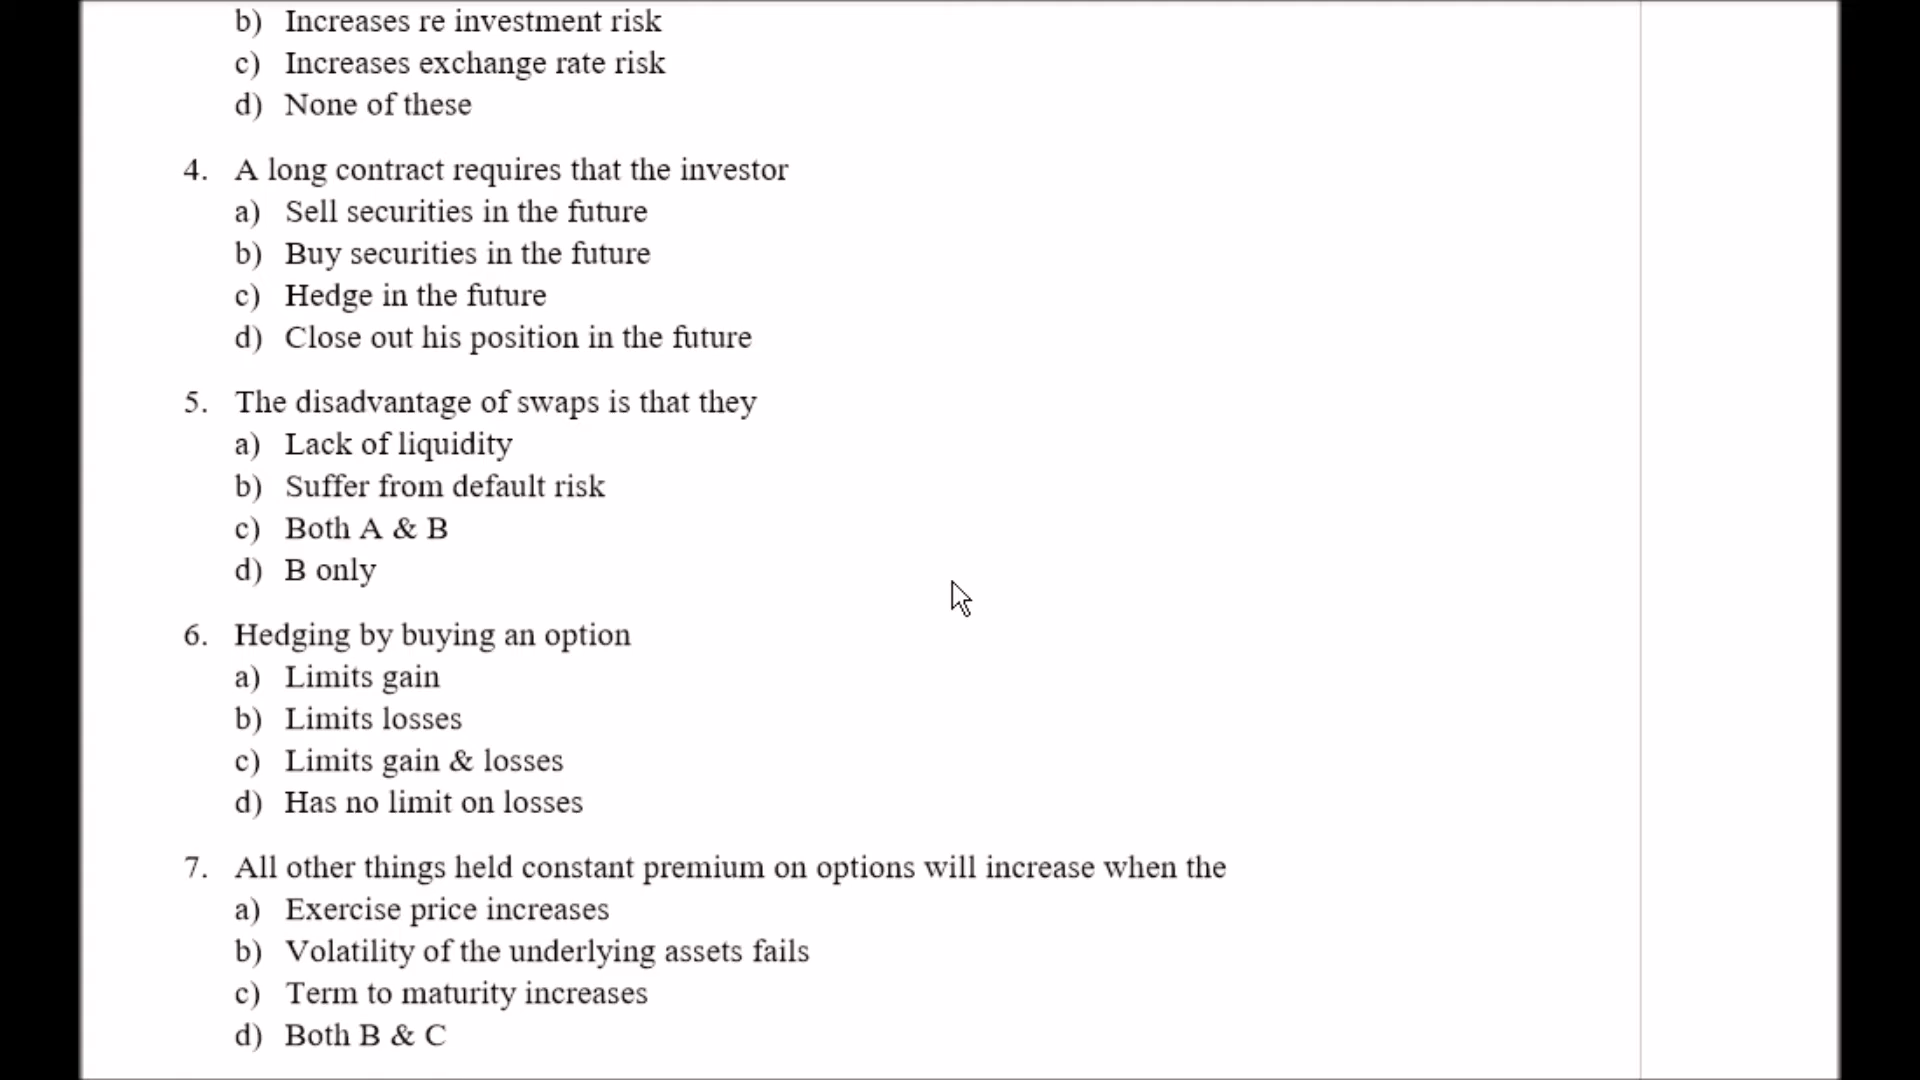 b) Increases re investment risk
c) Increases exchange rate risk
d) None of these
4. A long contract requires that the investor
a) Sell securities in the future
b) Buy securities in the future
c) Hedge in the future
d) Close out his position in the future
5. The disadvantage of swaps is that they
a) Lack of liquidity
b) Suffer from default risk
c) Both A & B
d) B only
6. Hedging by buying an option
a) Limits gain
b) Limits losses
c) Limits gain & losses
d) Has no limit on losses
7. All other things held constant premium on options will increase when the
a) Exercise price increases
b) Volatility of the underlying assets fails
c) Term to maturity increases
d) Both B & C